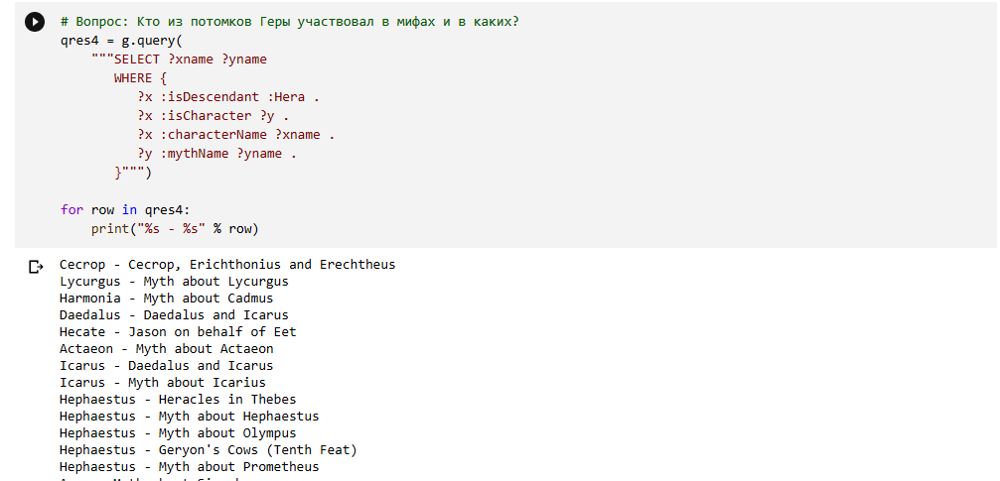 # Вопрос: Кто из потомков Геры участвовал в мифах и в каких?
qres4 = g.query(
"""SELECT ?xname ?yname
WHERE {
?x :isDescendant :Hera .
?x :isCharacter ?y .
?x :characterName ?xname .
?y :mythName ?yname .
}""")
for row in qres4:
print("%s - %s" % row)
Cecrop - Cecrop, Erichthonius and Erechtheus
Lycurgus - Myth about Lycurgus
Harmonia - Myth about Cadmus
Daedalus - Daedalus and Icarus
Hecate - Jason on behalf of Eet
Actaeon - Myth about Actaeon
Icarus - Daedalus and Icarus
Icarus - Myth about Icarius
Hephaestus - Heracles in Thebes
Hephaestus - Myth about Hephaestus
Hephaestus - Myth about Olympus
Hephaestus - Geryon's Cows (Tenth Feat)
Hephaestus - Myth about Prometheus